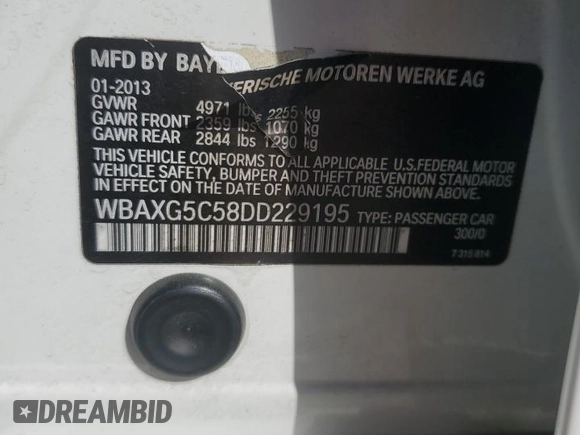 MFD BY BAYE ERISCHE MOTOREN WERKE AG
01-2013
GVWR 4971 lbs 2255 kg
GAWR FRONT 2359 lbs 1070 kg
GAWR REAR 2844 lbs 1290 kg
THIS VEHICLE CONFORMS TO ALL APPLICABLE U.S.FEDERAL MOTOR
VEHICLE SAFETY, BUMPER AND THEFT PREVENTION STANDARDS IN
EFFECT ON THE DATE OF MANUFACTURE SHOWN ABOVE.
WBAXG5C58DD229195 TYPE: PASSENGER CAR
300/0
7 315 814
DREAMBID